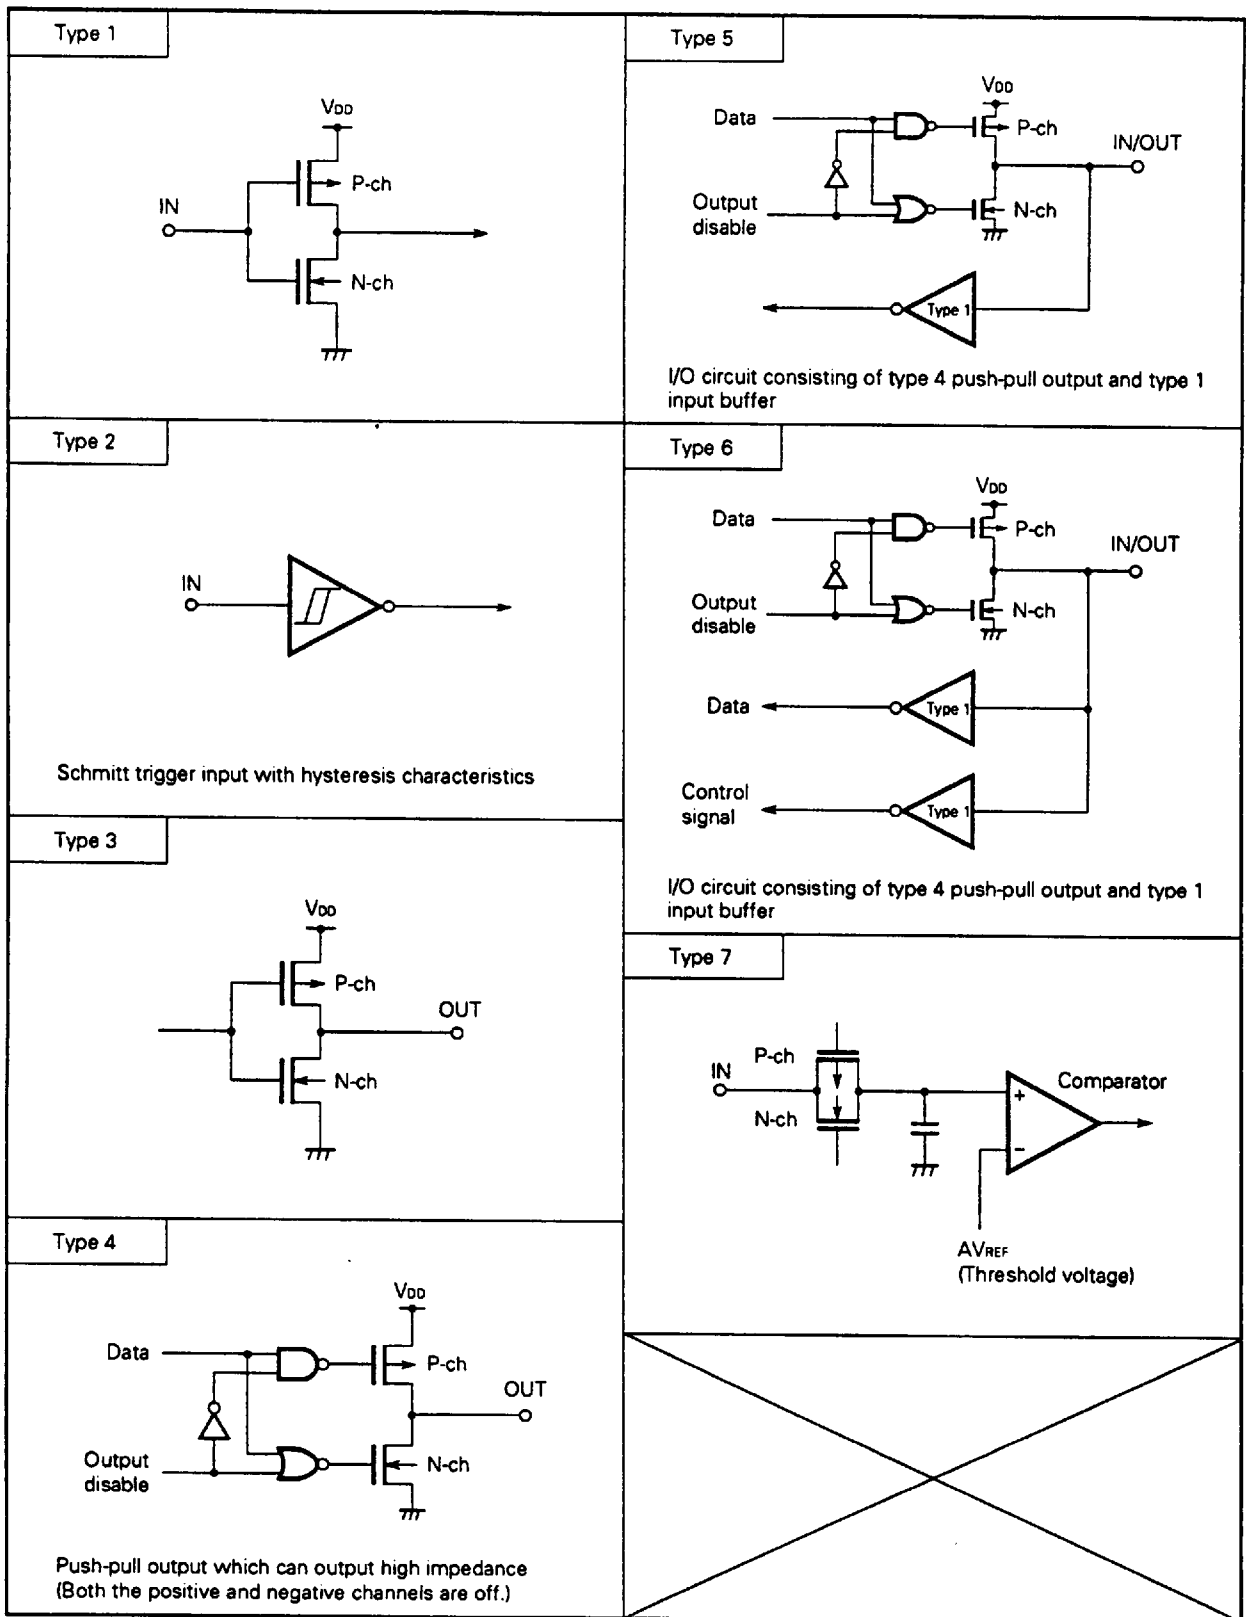 Type 1
VDD
P-ch
IN
N-ch
Type 2
IN
Schmitt trigger input with hysteresis characteristics
Type 3
VDD
P-ch
OUT
N-ch
Type 4
VDD
Data
P-ch
OUT
Output
disable
N-ch
Push-pull output which can output high impedance
(Both the positive and negative channels are off.)
Type 5
VDD
Data
P-ch
IN/OUT
Output
disable
N-ch
Type 1
I/O circuit consisting of type 4 push-pull output and type 1
input buffer
Type 6
VDD
Data
P-ch
IN/OUT
Output
disable
N-ch
Data
Type 1
Control
signal
Type 1
I/O circuit consisting of type 4 push-pull output and type 1
input buffer
Type 7
P-ch
IN
N-ch
Comparator
+
−
AVREF
(Threshold voltage)